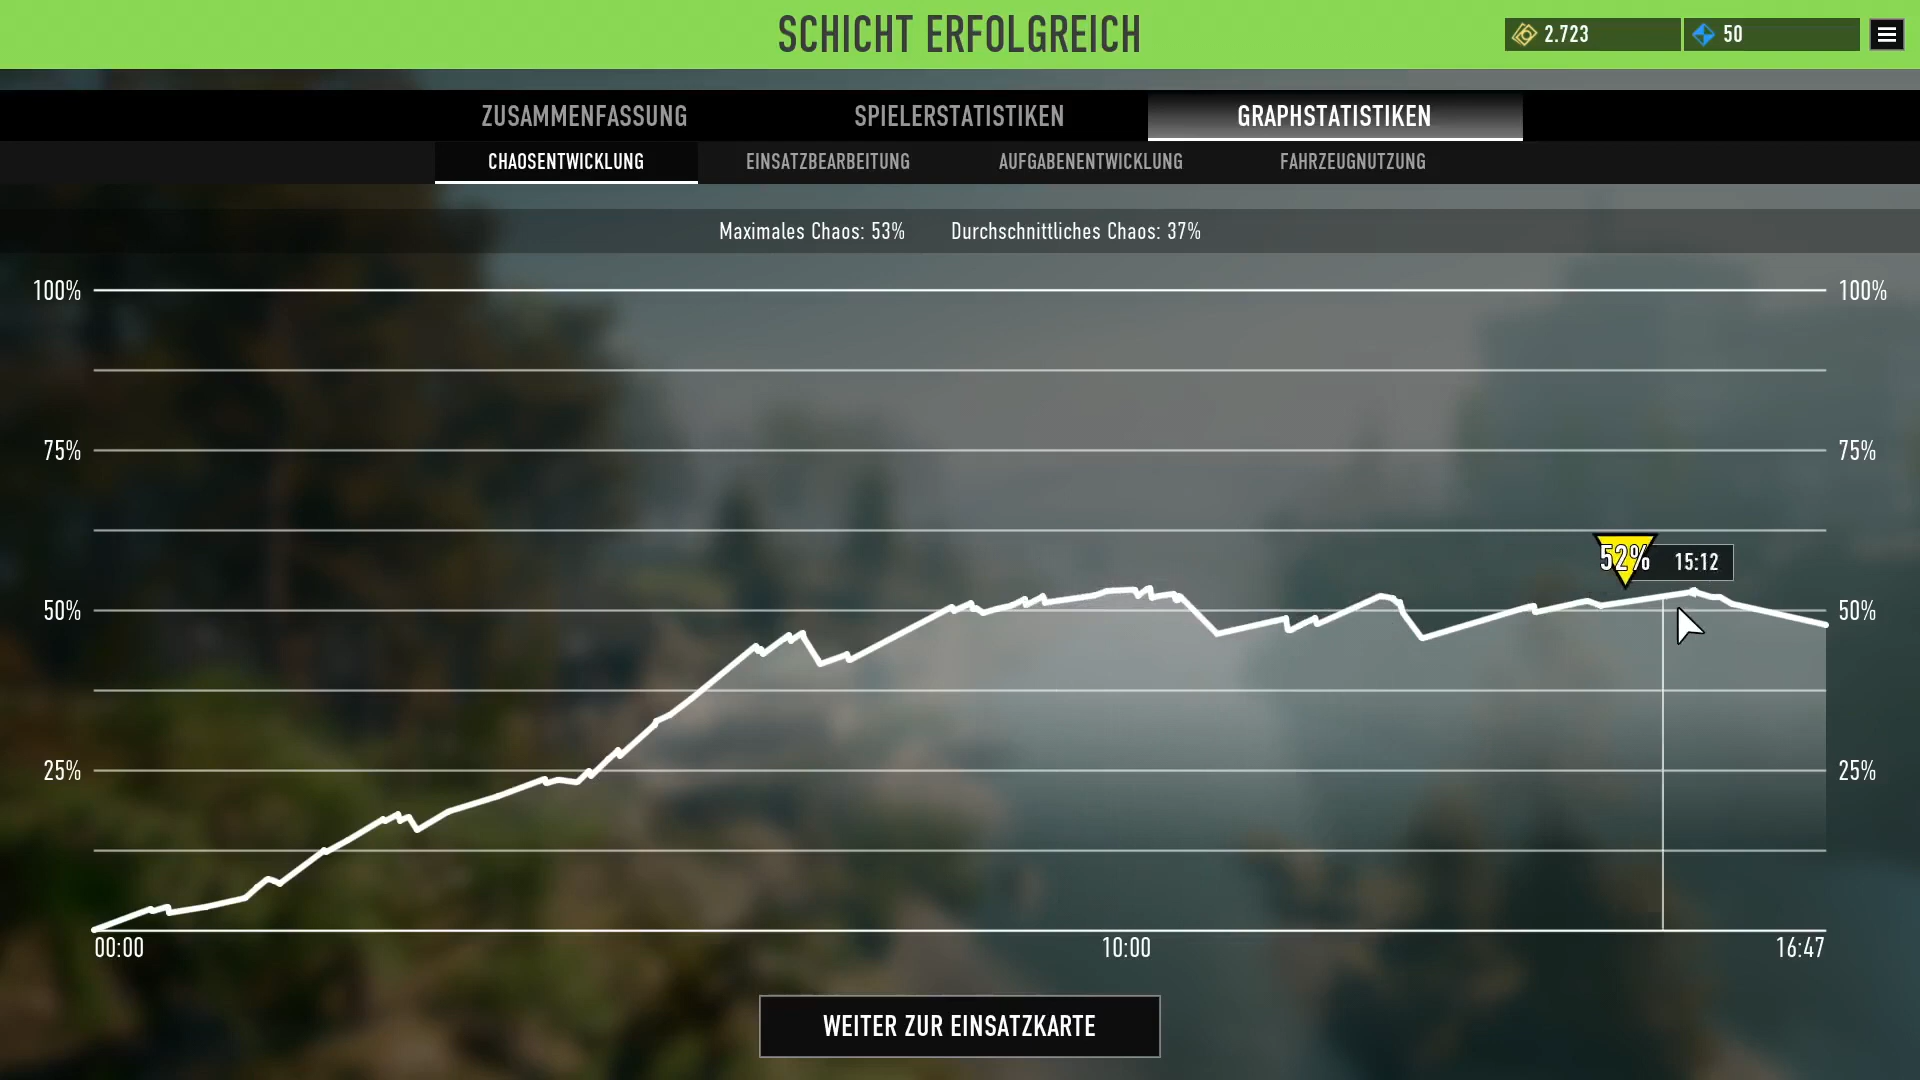 SCHICHT ERFOLGREICH
2.723
50
ZUSAMMENFASSUNG
SPIELERSTATISTIKEN
GRAPHSTATISTIKEN
CHAOSENTWICKLUNG
EINSATZBEARBEITUNG
AUFGABENENTWICKLUNG
FAHRZEUGNUTZUNG
Maximales Chaos: 53%
Durchschnittliches Chaos: 37%
100%
100%
75%
75%
52%
15:12
50%
50%
25%
25%
00:00
10:00
16:47
WEITER ZUR EINSATZKARTE